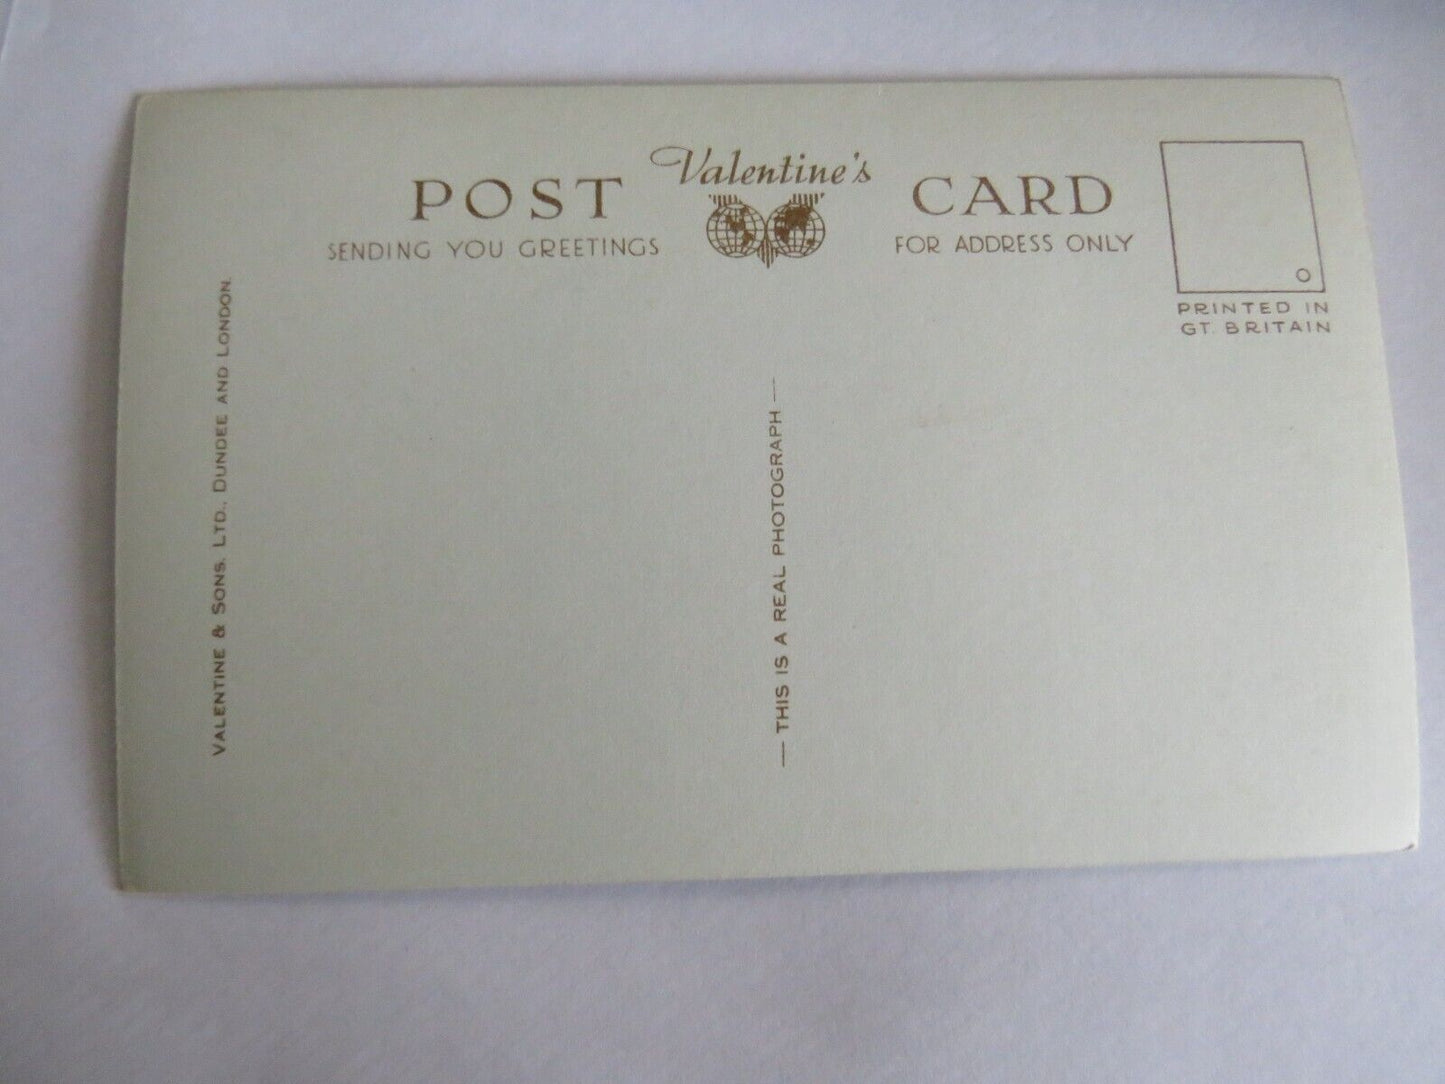 Valentine's
POST CARD
SENDING YOU GREETINGS
FOR ADDRESS ONLY
O
PRINTED IN
GT. BRITAIN
VALENTINE & SONS. LTD., DUNDEE AND LONDON.
— THIS IS A REAL PHOTOGRAPH —